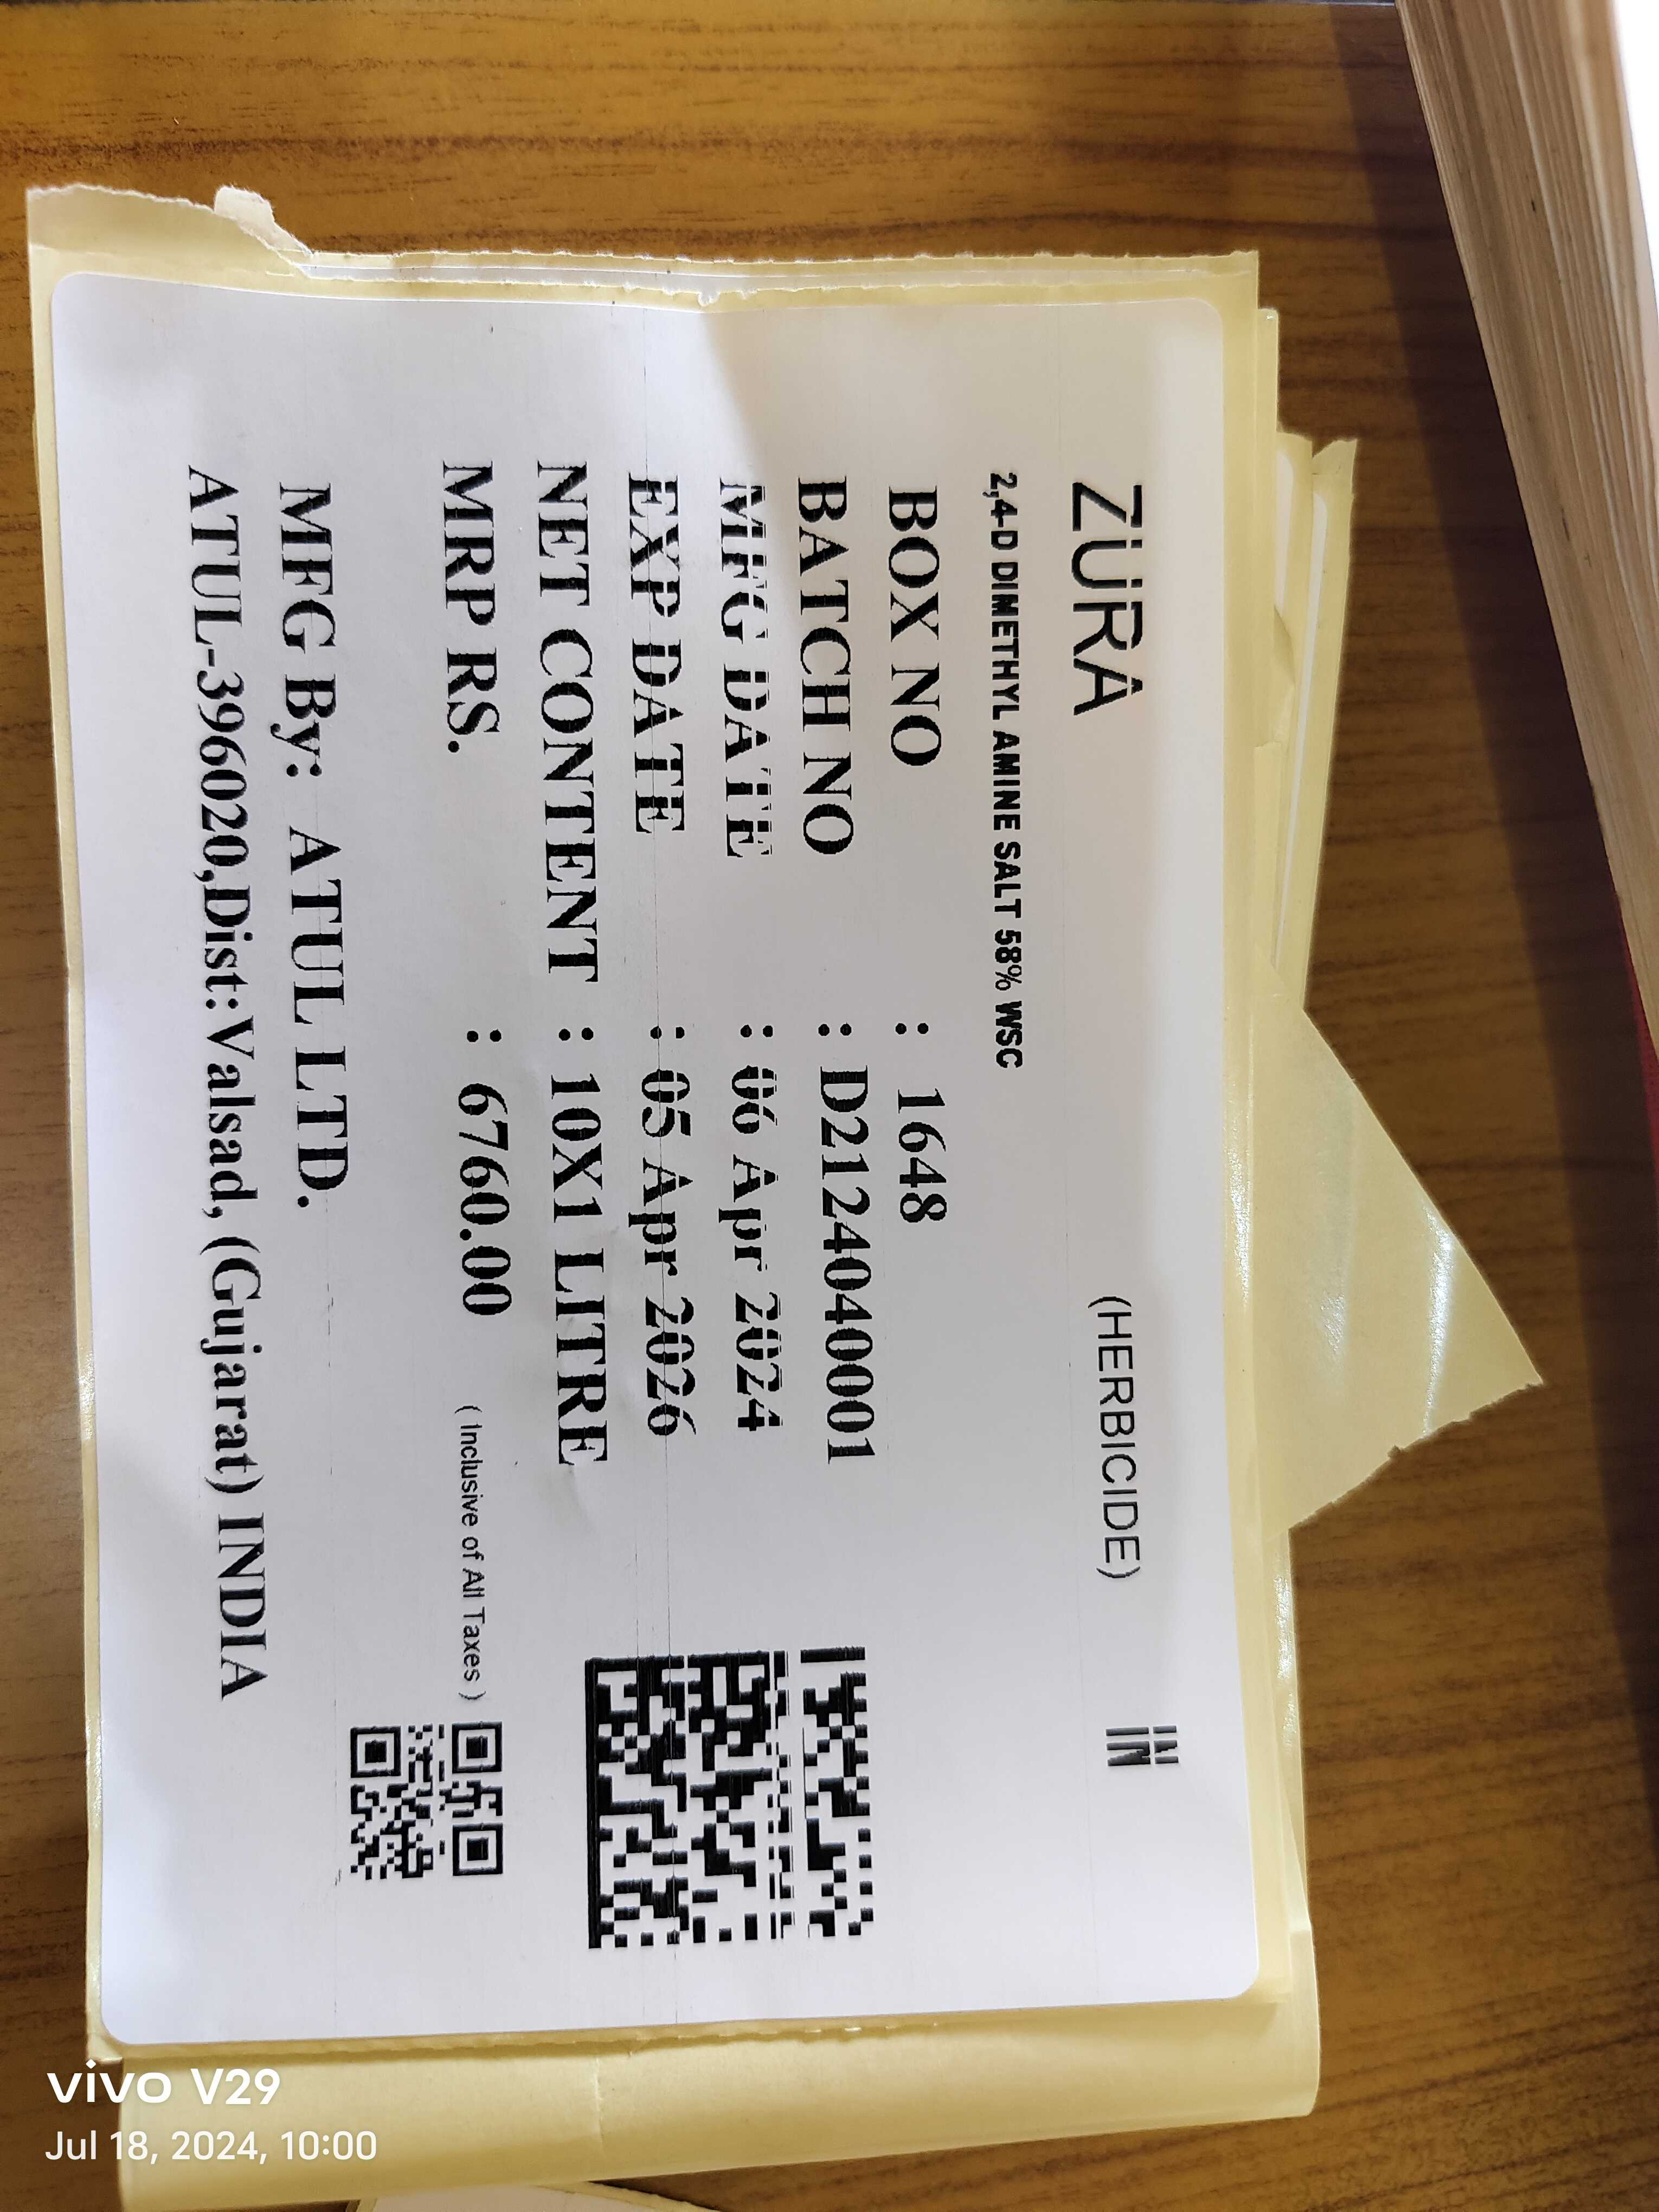 ZURA (HERBICIDE) IN
2,4-D DIMETHYL AMINE SALT 58% WSC
BOX NO : 1648
BATCH NO : D2124040001
MFG DATE : 06 Apr 2024
EXP DATE : 05 Apr 2026
NET CONTENT : 10X1 LITRE
MRP RS. : 6760.00 ( Inclusive of All Taxes )
MFG By: ATUL LTD.
ATUL-396020,Dist:Valsad, (Gujarat) INDIA
vivo V29
Jul 18, 2024, 10:00